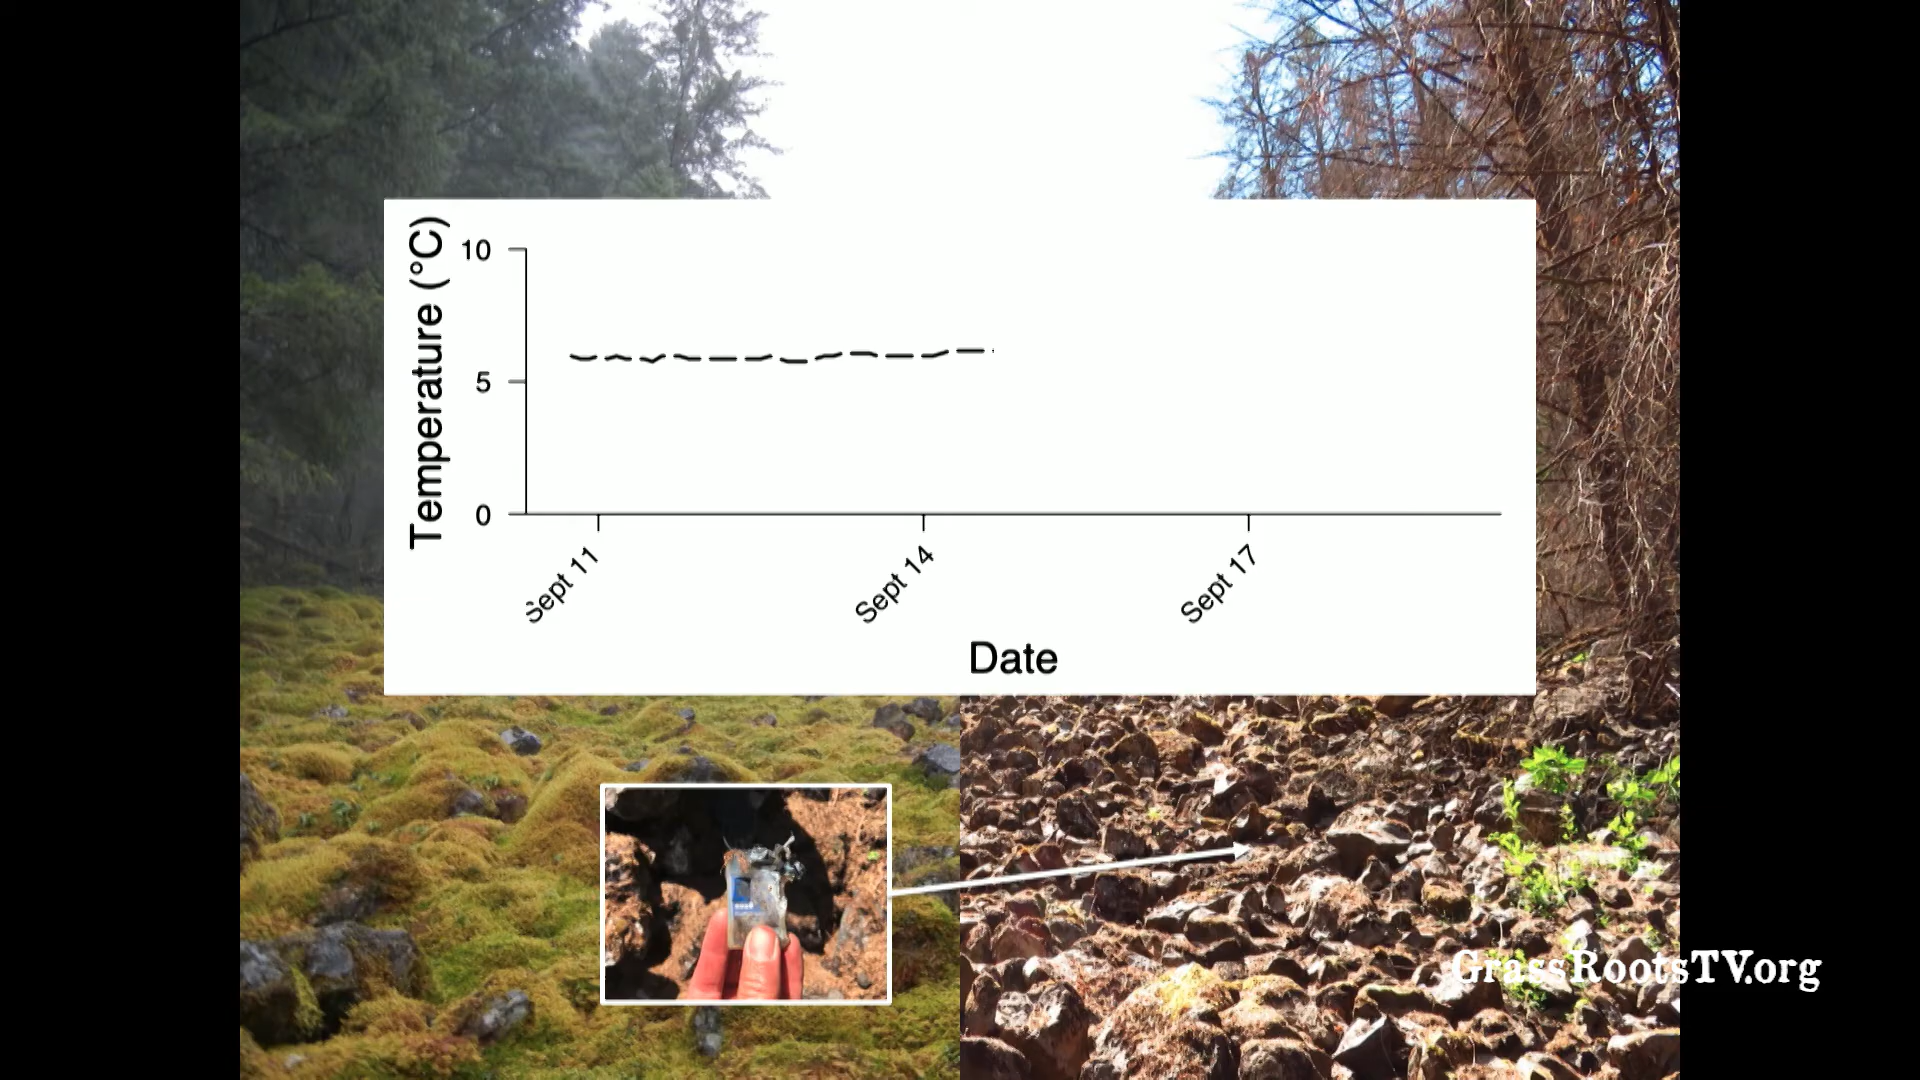 Temperature (°C)
10
5
0
Sept 11
Sept 14
Sept 17
Date
GrassRootsTV.org